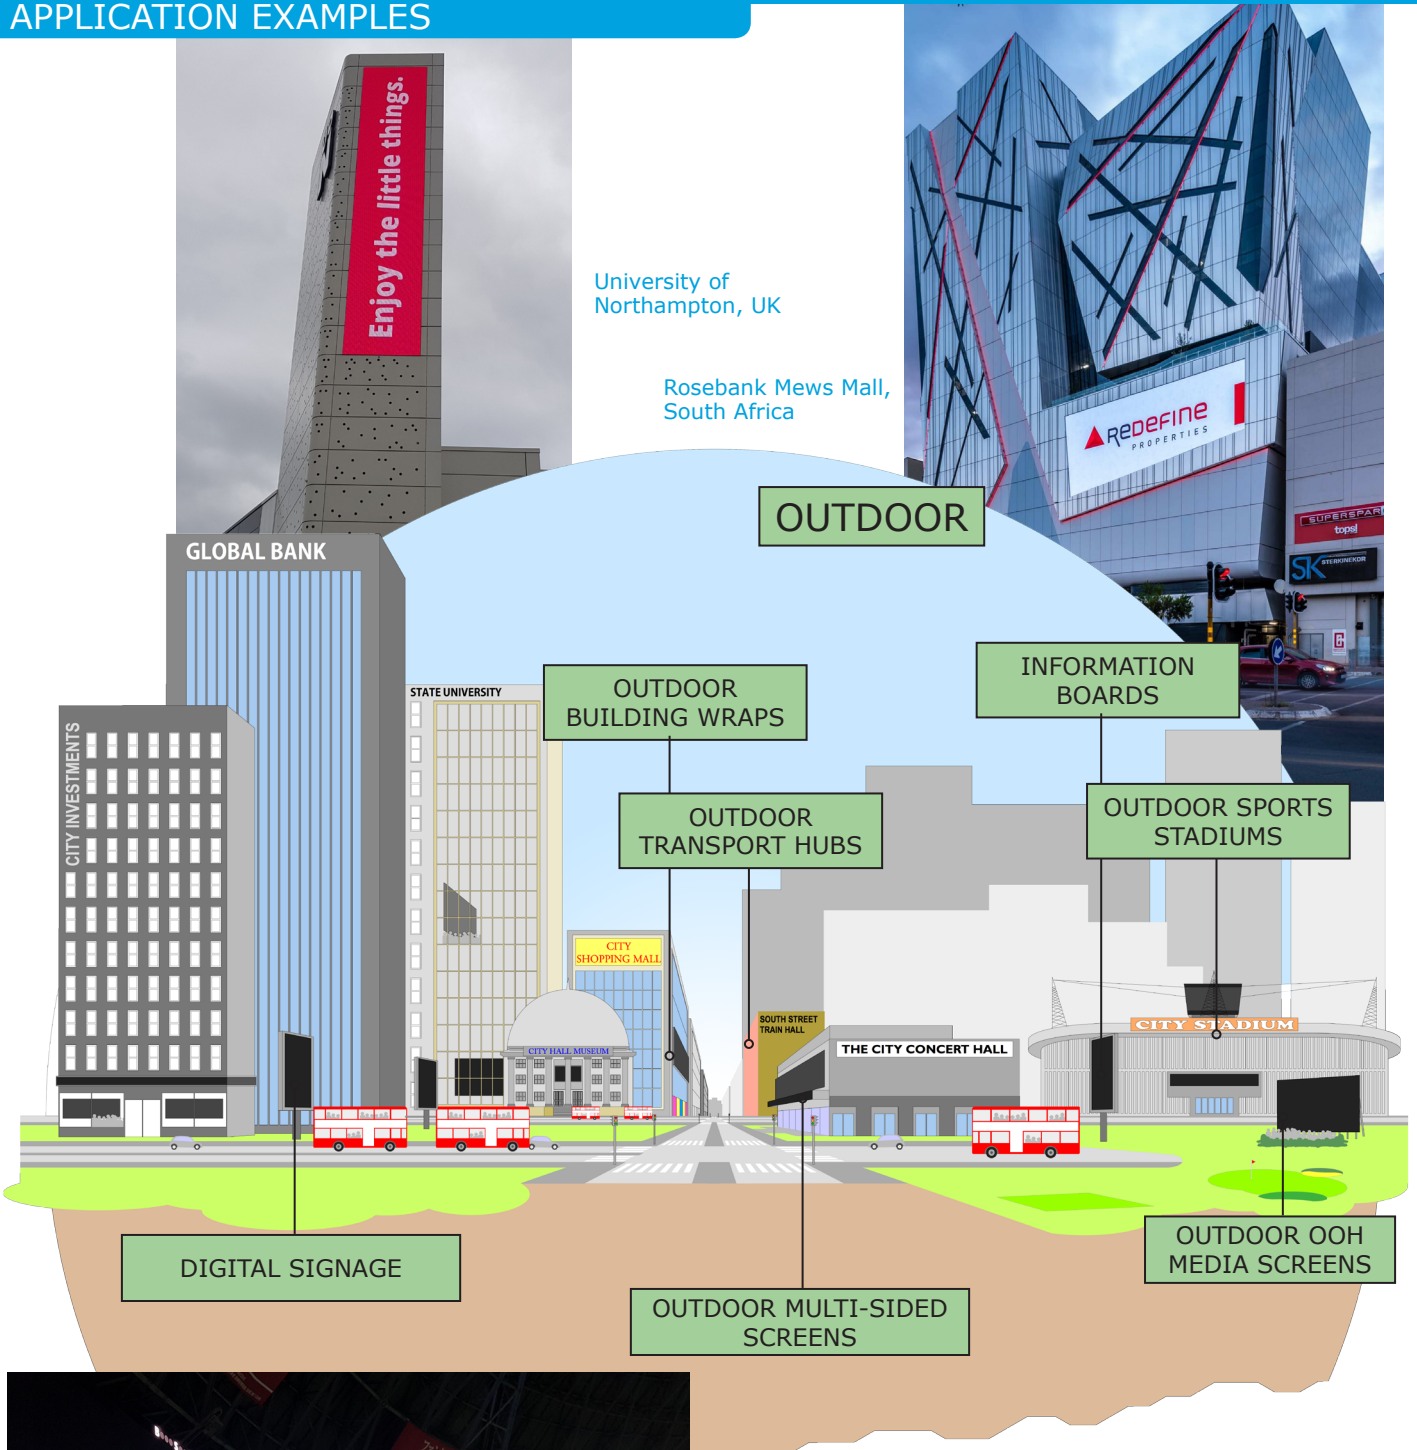 APPLICATION EXAMPLES
Enjoy the little things.
University of
Northampton, UK
Rosebank Mews Mall,
South Africa
REDEFINE
PROPERTIES
SUPERSPAR
tops!
SK STERKINEKOR
OUTDOOR
GLOBAL BANK
STATE UNIVERSITY
CITY INVESTMENTS
OUTDOOR
BUILDING WRAPS
INFORMATION
BOARDS
OUTDOOR
TRANSPORT HUBS
OUTDOOR SPORTS
STADIUMS
CITY
SHOPPING MALL
SOUTH STREET
TRAIN HALL
CITY STADIUM
CITY HALL MUSEUM
THE CITY CONCERT HALL
DIGITAL SIGNAGE
OUTDOOR MULTI-SIDED
SCREENS
OUTDOOR OOH
MEDIA SCREENS